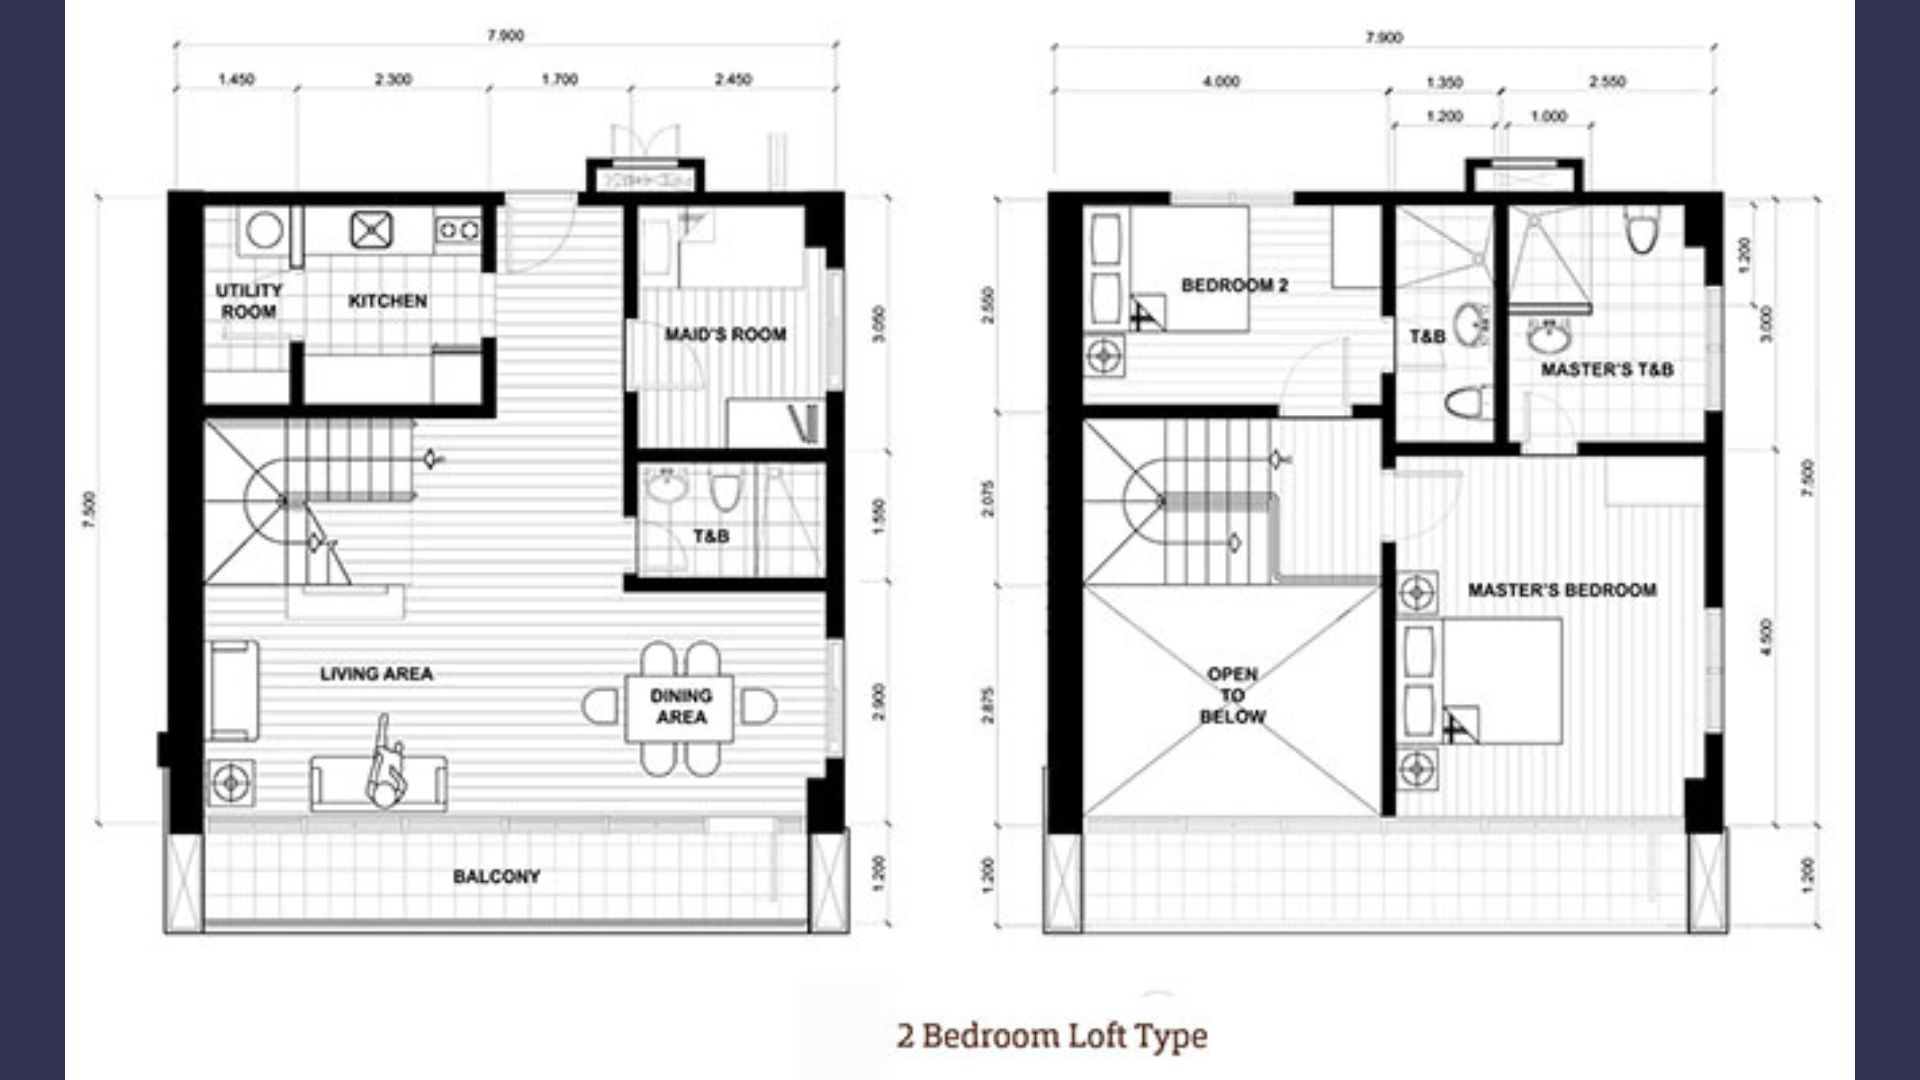 7.900
1.450
2.300
1.700
2.450
7.500
UTILITY
ROOM
KITCHEN
MAID'S ROOM
3.050
T&B
1.550
LIVING AREA
DINING
AREA
2.900
BALCONY
1.200
7.900
4.000
1.350
2.550
1.200
1.000
BEDROOM 2
T&B
MASTER'S T&B
2.550
1.200
3.000
2.075
7.500
MASTER'S BEDROOM
4.500
OPEN
TO
BELOW
2.875
1.200
1.200
2 Bedroom Loft Type